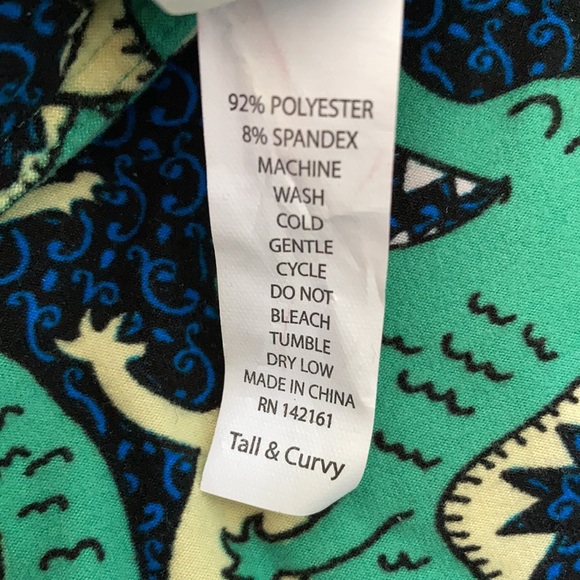 92% POLYESTER
8% SPANDEX
MACHINE
WASH
COLD
GENTLE
CYCLE
DO NOT
BLEACH
TUMBLE
DRY LOW
MADE IN CHINA
RN 142161
Tall & Curvy